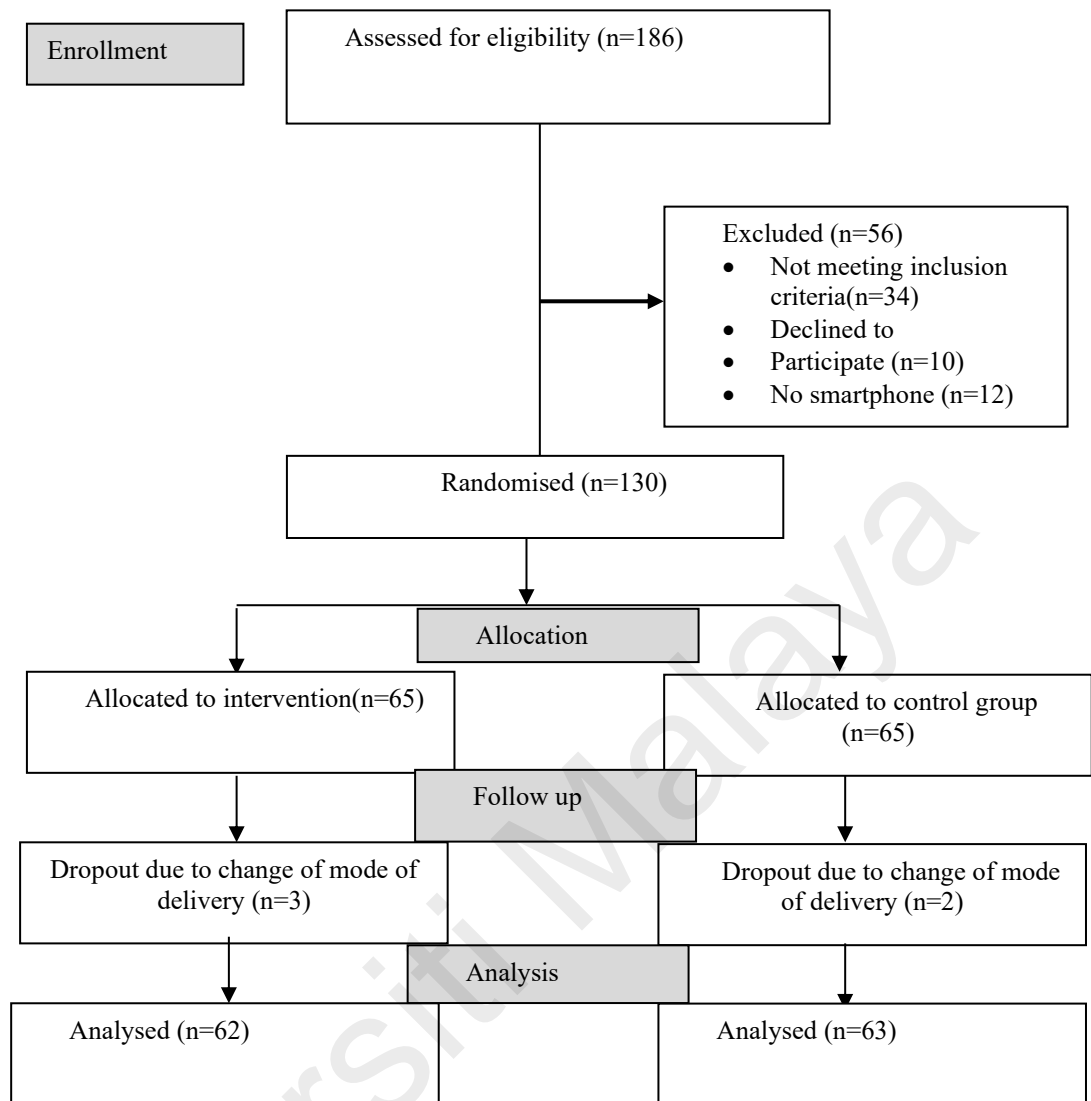 Enrollment
Assessed for eligibility (n=186)
Excluded (n=56)
• Not meeting inclusion
criteria(n=34)
• Declined to
• Participate (n=10)
• No smartphone (n=12)
Randomised (n=130)
Allocation
Allocated to intervention(n=65)
Allocated to control group
(n=65)
Follow up
Dropout due to change of mode of
delivery (n=3)
Dropout due to change of mode
of delivery (n=2)
Analysis
Analysed (n=62)
Analysed (n=63)
rsiti Malaya